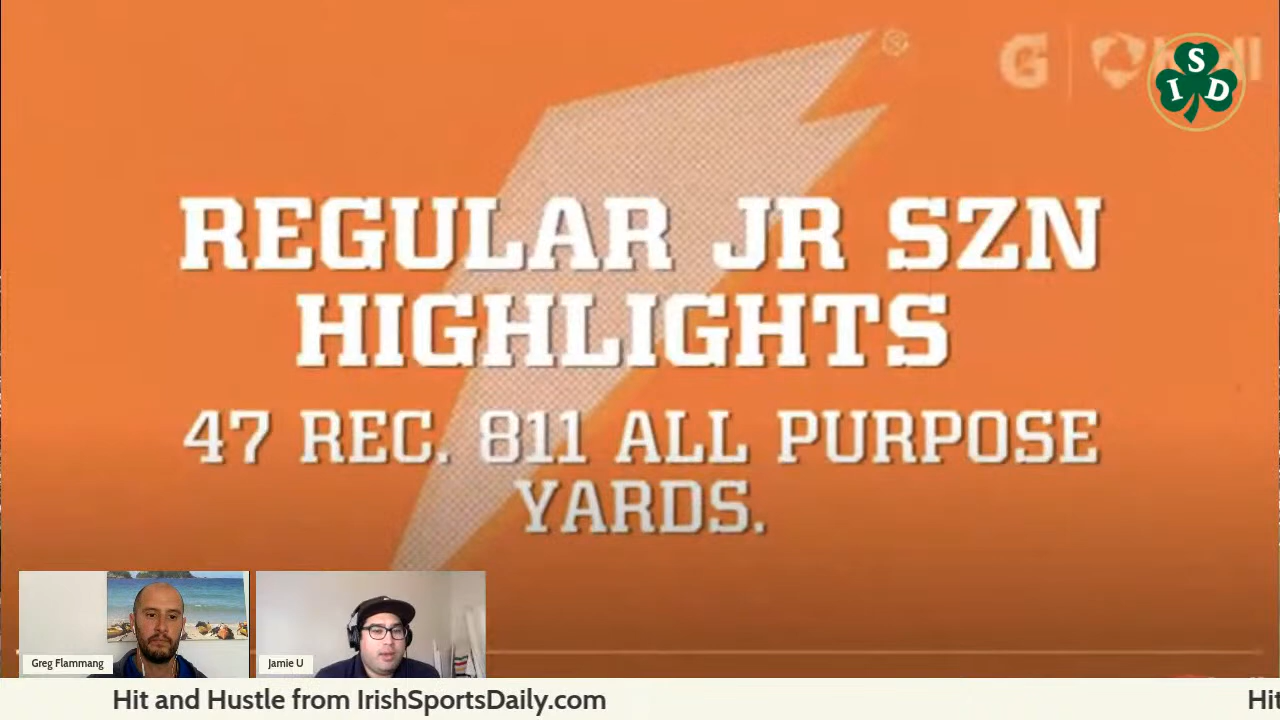 G
S
I D
REGULAR JR SZN
HIGHLIGHTS
47 REC. 811 ALL PURPOSE
YARDS.
Greg Flammang
Jamie U
Hit and Hustle from IrishSportsDaily.com
Hit